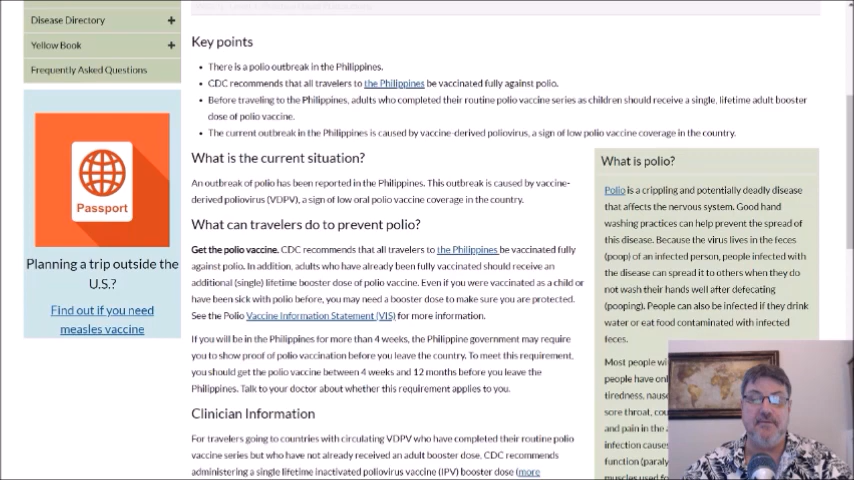 Disease Directory
Yellow Book
Frequently Asked Questions
Passport
Planning a trip outside the
U.S.?
Find out if you need
measles vaccine
Key points
• There is a polio outbreak in the Philippines.
• CDC recommends that all travelers to the Philippines be vaccinated fully against polio.
• Before traveling to the Philippines, adults who completed their routine polio vaccine series as children should receive a single, lifetime adult booster
dose of polio vaccine.
• The current outbreak in the Philippines is caused by vaccine-derived poliovirus, a sign of low polio vaccine coverage in the country.
What is the current situation?
An outbreak of polio has been reported in the Philippines. This outbreak is caused by vaccine-
derived poliovirus (VDPV), a sign of low oral polio vaccine coverage in the country.
What can travelers do to prevent polio?
Get the polio vaccine. CDC recommends that all travelers to the Philippines be vaccinated fully
against polio. In addition, adults who have already been fully vaccinated should receive an
additional (single) lifetime booster dose of polio vaccine. Even if you were vaccinated as a child or
have been sick with polio before, you may need a booster dose to make sure you are protected.
See the Polio Vaccine Information Statement (VIS) for more information.
If you will be in the Philippines for more than 4 weeks, the Philippine government may require
you to show proof of polio vaccination before you leave the country. To meet this requirement,
you should get the polio vaccine between 4 weeks and 12 months before you leave the
Philippines. Talk to your doctor about whether this requirement applies to you.
Clinician Information
For travelers going to countries with circulating VDPV who have completed their routine polio
vaccine series but who have not already received an adult booster dose, CDC recommends
administering a single lifetime inactivated poliovirus vaccine (IPV) booster dose (more
What is polio?
Polio is a crippling and potentially deadly disease
that affects the nervous system. Good hand
washing practices can help prevent the spread of
this disease. Because the virus lives in the feces
(poop) of an infected person, people infected with
the disease can spread it to others when they do
not wash their hands well after defecating
(pooping). People can also be infected if they drink
water or eat food contaminated with infected
feces.
Most people
people have
tiredness,
sore throat,
and pain in the
infection causes
function
muscles used